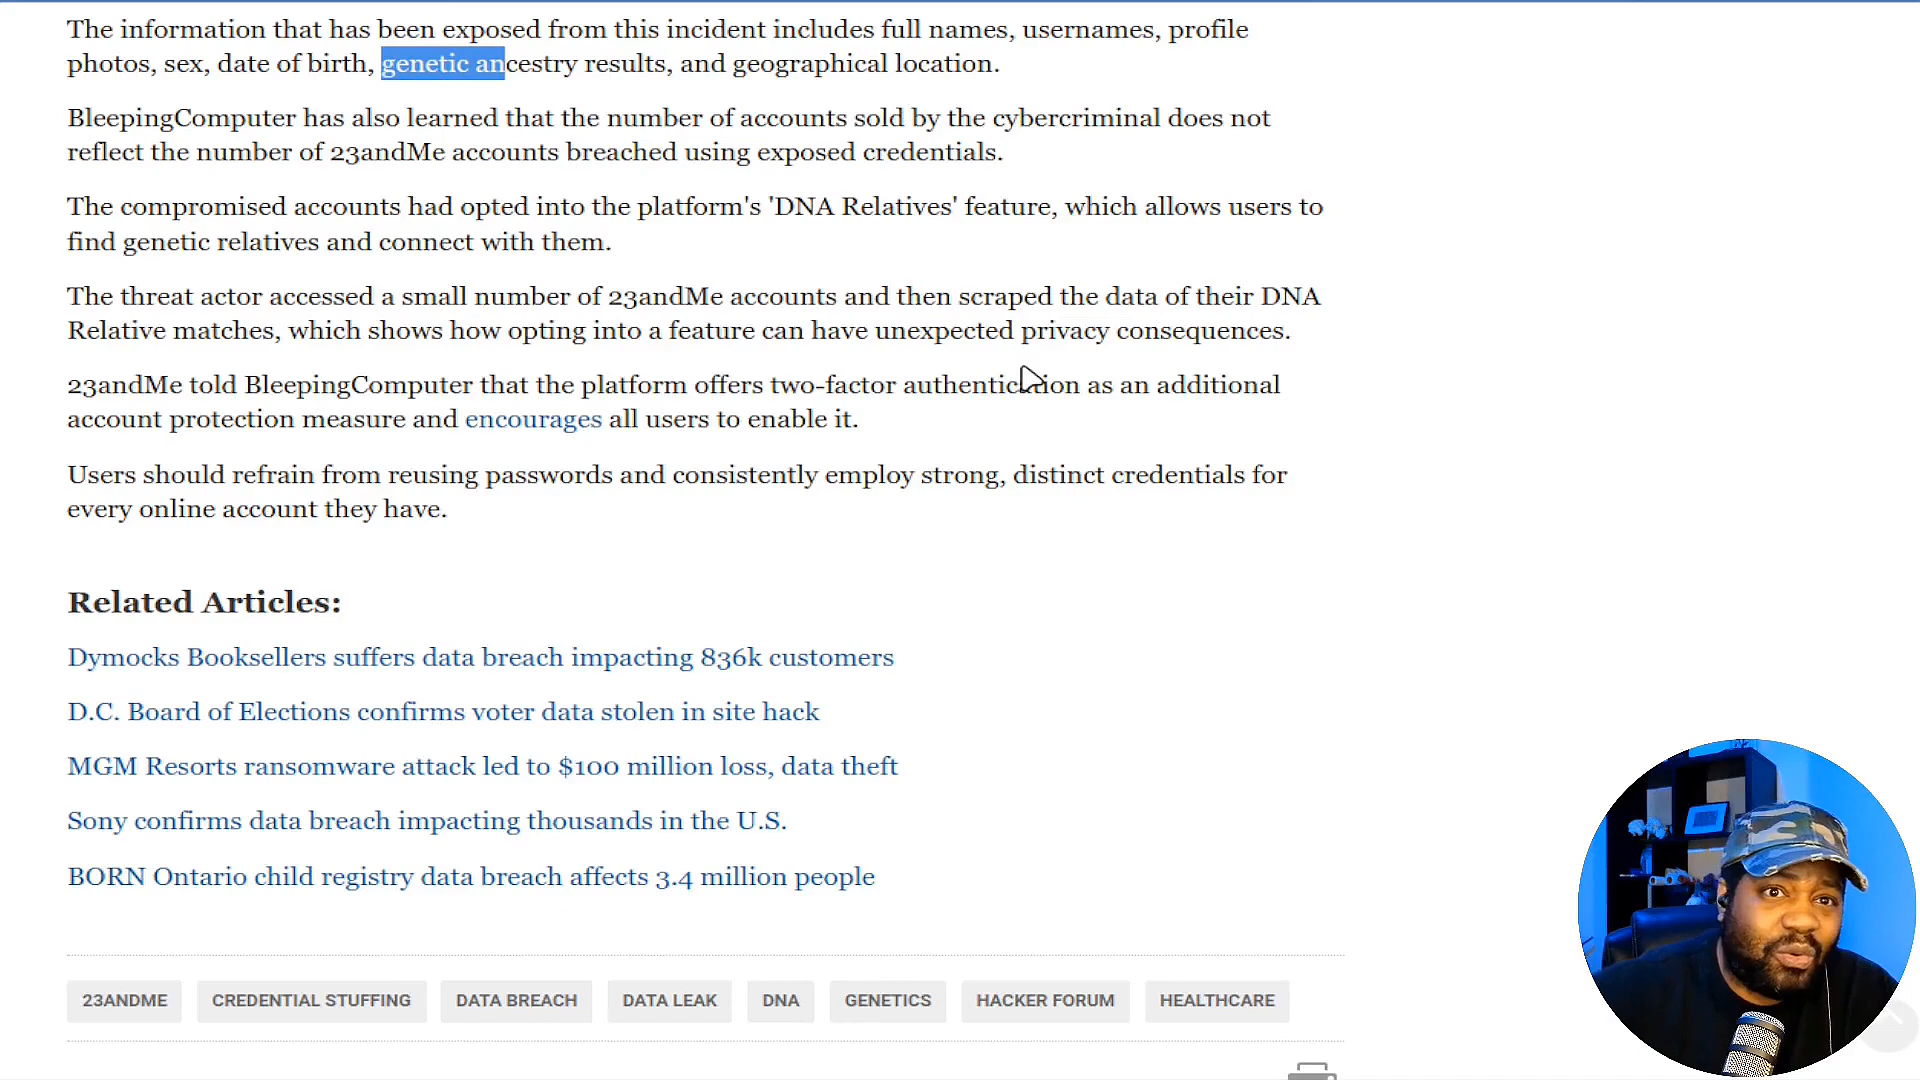 The information that has been exposed from this incident includes full names, usernames, profile
photos, sex, date of birth, genetic ancestry results, and geographical location.
BleepingComputer has also learned that the number of accounts sold by the cybercriminal does not
reflect the number of 23andMe accounts breached using exposed credentials.
The compromised accounts had opted into the platform's 'DNA Relatives' feature, which allows users to
find genetic relatives and connect with them.
The threat actor accessed a small number of 23andMe accounts and then scraped the data of their DNA
Relative matches, which shows how opting into a feature can have unexpected privacy consequences.
23andMe told BleepingComputer that the platform offers two-factor authentication as an additional
account protection measure and encourages all users to enable it.
Users should refrain from reusing passwords and consistently employ strong, distinct credentials for
every online account they have.
Related Articles:
Dymocks Booksellers suffers data breach impacting 836k customers
D.C. Board of Elections confirms voter data stolen in site hack
MGM Resorts ransomware attack led to $100 million loss, data theft
Sony confirms data breach impacting thousands in the U.S.
BORN Ontario child registry data breach affects 3.4 million people
23ANDME CREDENTIAL STUFFING DATA BREACH DATA LEAK DNA GENETICS HACKER FORUM HEALTHCARE